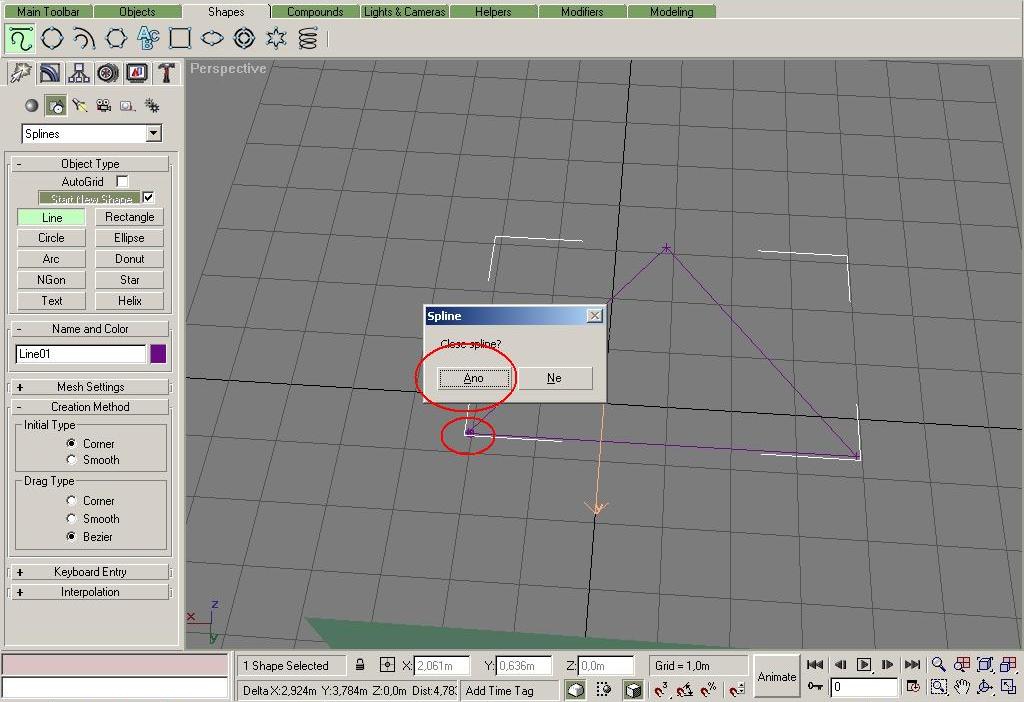 Main Toolbar Objects Shapes Compounds Lights & Cameras Helpers Modifiers Modeling
ABC
Perspective
Splines
- Object Type
AutoGrid
Start New Shape
Line Rectangle
Circle Ellipse
Arc Donut
NGon Star
Text Helix
- Name and Color
Line01
+ Mesh Settings
- Creation Method
Initial Type
Corner
Smooth
Drag Type
Corner
Smooth
Bezier
+ Keyboard Entry
+ Interpolation
Spline
Close spline?
Ano Ne
z
x
y
1 Shape Selected X: 2,061m Y: 0,636m Z: 0,0m Grid = 1,0m
Animate
Delta X:2,924m Y:3,784m Z:0,0m Dist:4,78 Add Time Tag
3
%
0